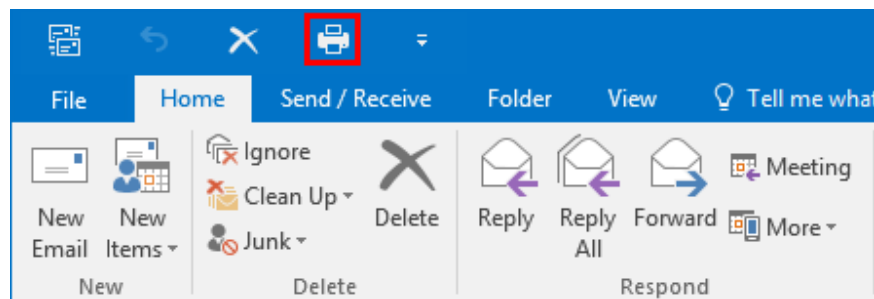 File Home Send / Receive Folder View Tell me what
New Email
New Items
Ignore
Clean Up
Junk
Delete
Reply
Reply All
Forward
Meeting
More
New Delete Respond